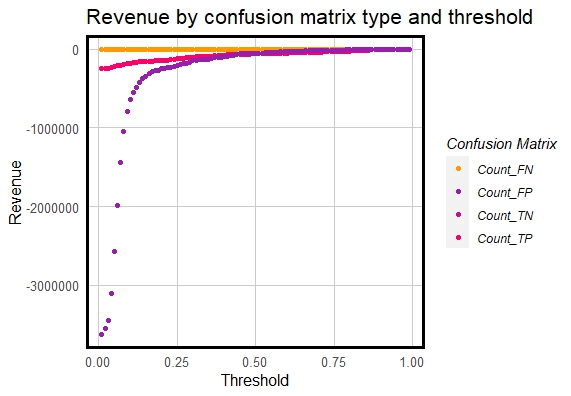 Revenue by confusion matrix type and threshold
0
-1000000
-2000000
-3000000
Revenue
0.00 0.25 0.50 0.75 1.00
Threshold
Confusion Matrix
Count_FN
Count_FP
Count_TN
Count_TP